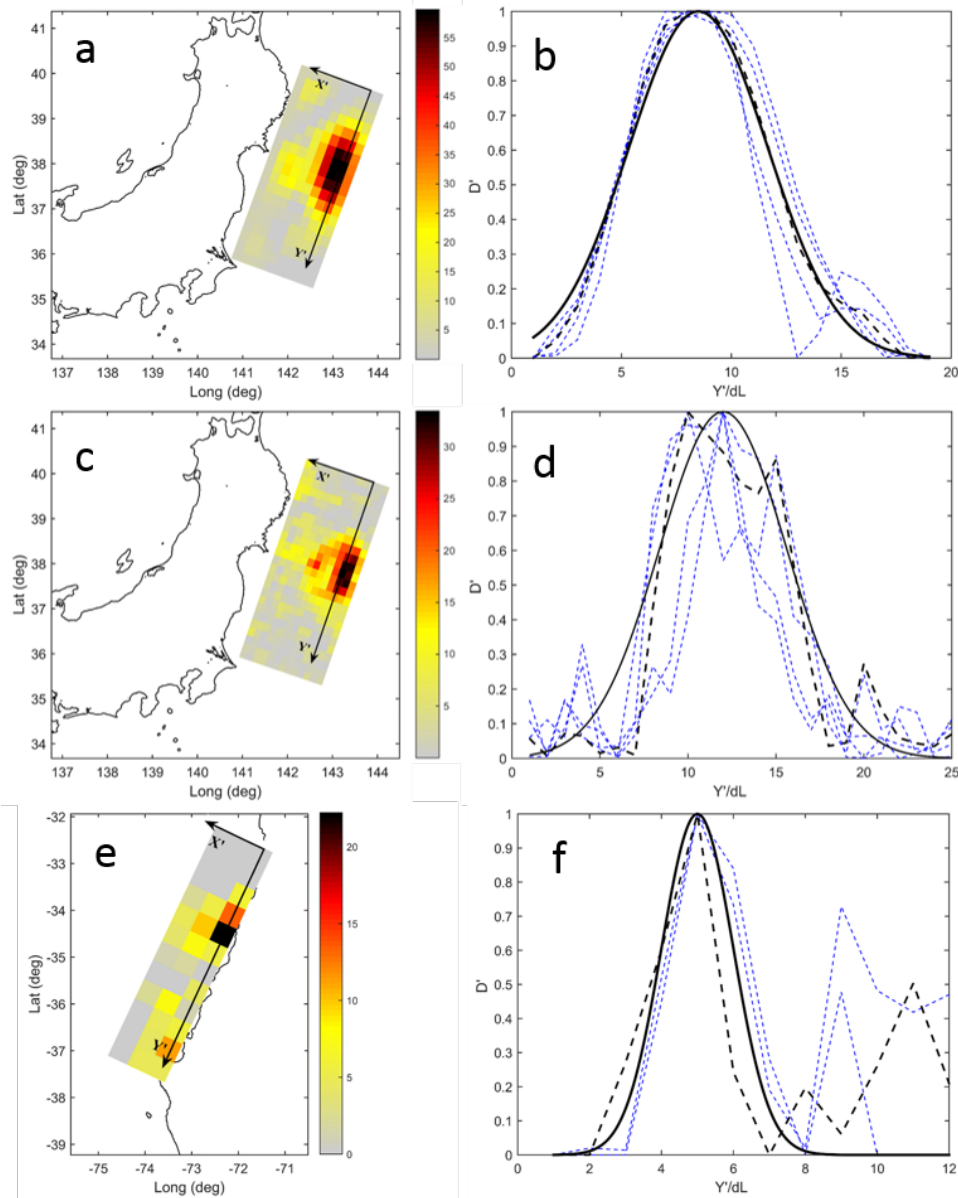 a
41
40
39
38
37
36
35
34
137 138 139 140 141 142 143 144
Lat (deg)
Long (deg)
X'
Y'
55
50
45
40
35
30
25
20
15
10
5
b
1
0.9
0.8
0.7
0.6
0.5
0.4
0.3
0.2
0.1
0
0 5 10 15 20
D'
Y'/dL
c
41
40
39
38
37
36
35
34
137 138 139 140 141 142 143 144
Lat (deg)
Long (deg)
X'
Y'
30
25
20
15
10
5
d
1
0.9
0.8
0.7
0.6
0.5
0.4
0.3
0.2
0.1
0
0 5 10 15 20 25
D'
Y'/dL
e
-32
-33
-34
-35
-36
-37
-38
-39
-75 -74 -73 -72 -71
Lat (deg)
Long (deg)
X'
Y'
20
15
10
5
0
f
1
0.9
0.8
0.7
0.6
0.5
0.4
0.3
0.2
0.1
0
0 2 4 6 8 10 12
D'
Y'/dL